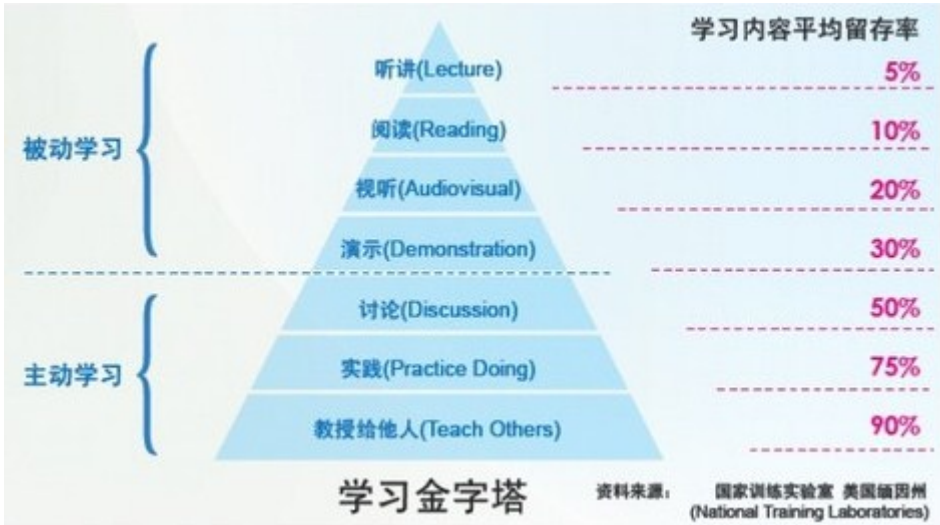 学习内容平均留存率
听讲(Lecture)
5%
阅读(Reading)
10%
被动学习
视听(Audiovisual)
20%
演示(Demonstration)
30%
讨论(Discussion)
50%
主动学习
实践(Practice Doing)
75%
教授给他人(Teach Others)
90%
学习金字塔
资料来源： 国家训练实验室 美国缅因州
(National Training Laboratories)